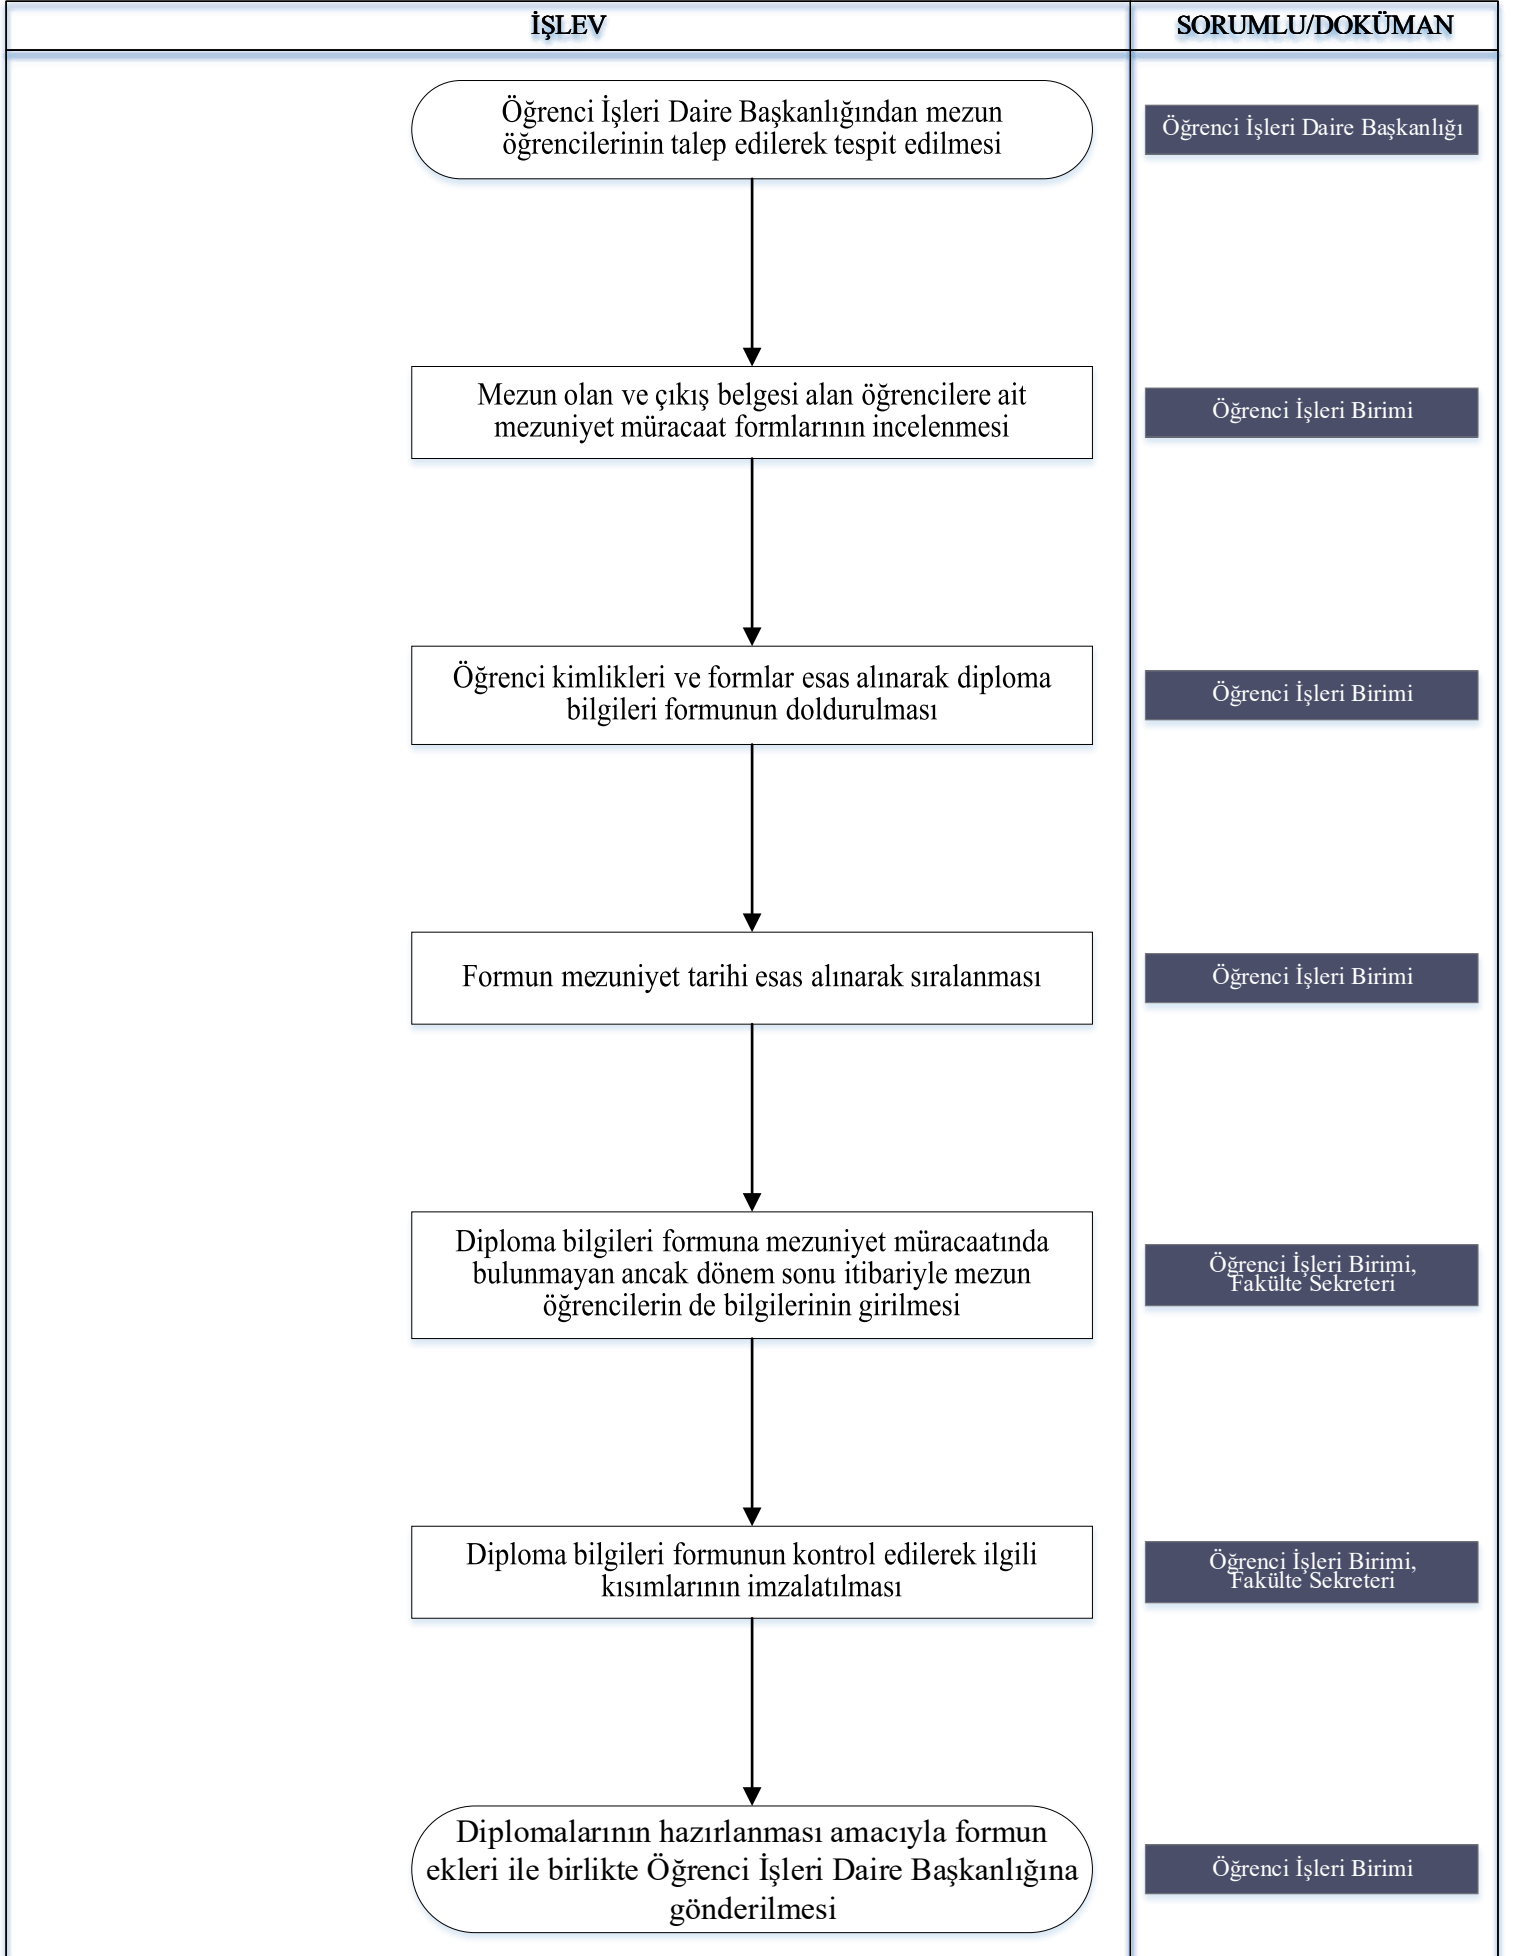 İŞLEV
SORUMLU/DOKÜMAN
Öğrenci İşleri Daire Başkanlığından mezun
öğrencilerinin talep edilerek tespit edilmesi
Öğrenci İşleri Daire Başkanlığı
Mezun olan ve çıkış belgesi alan öğrencilere ait
mezuniyet müracaat formlarının incelenmesi
Öğrenci İşleri Birimi
Öğrenci kimlikleri ve formlar esas alınarak diploma
bilgileri formunun doldurulması
Öğrenci İşleri Birimi
Formun mezuniyet tarihi esas alınarak sıralanması
Öğrenci İşleri Birimi
Diploma bilgileri formuna mezuniyet müracaatında
bulunmayan ancak dönem sonu itibariyle mezun
öğrencilerin de bilgilerinin girilmesi
Öğrenci İşleri Birimi,
Fakülte Sekreteri
Diploma bilgileri formunun kontrol edilerek ilgili
kısımlarının imzalatılması
Öğrenci İşleri Birimi,
Fakülte Sekreteri
Diplomalarının hazırlanması amacıyla formun
ekleri ile birlikte Öğrenci İşleri Daire Başkanlığına
gönderilmesi
Öğrenci İşleri Birimi